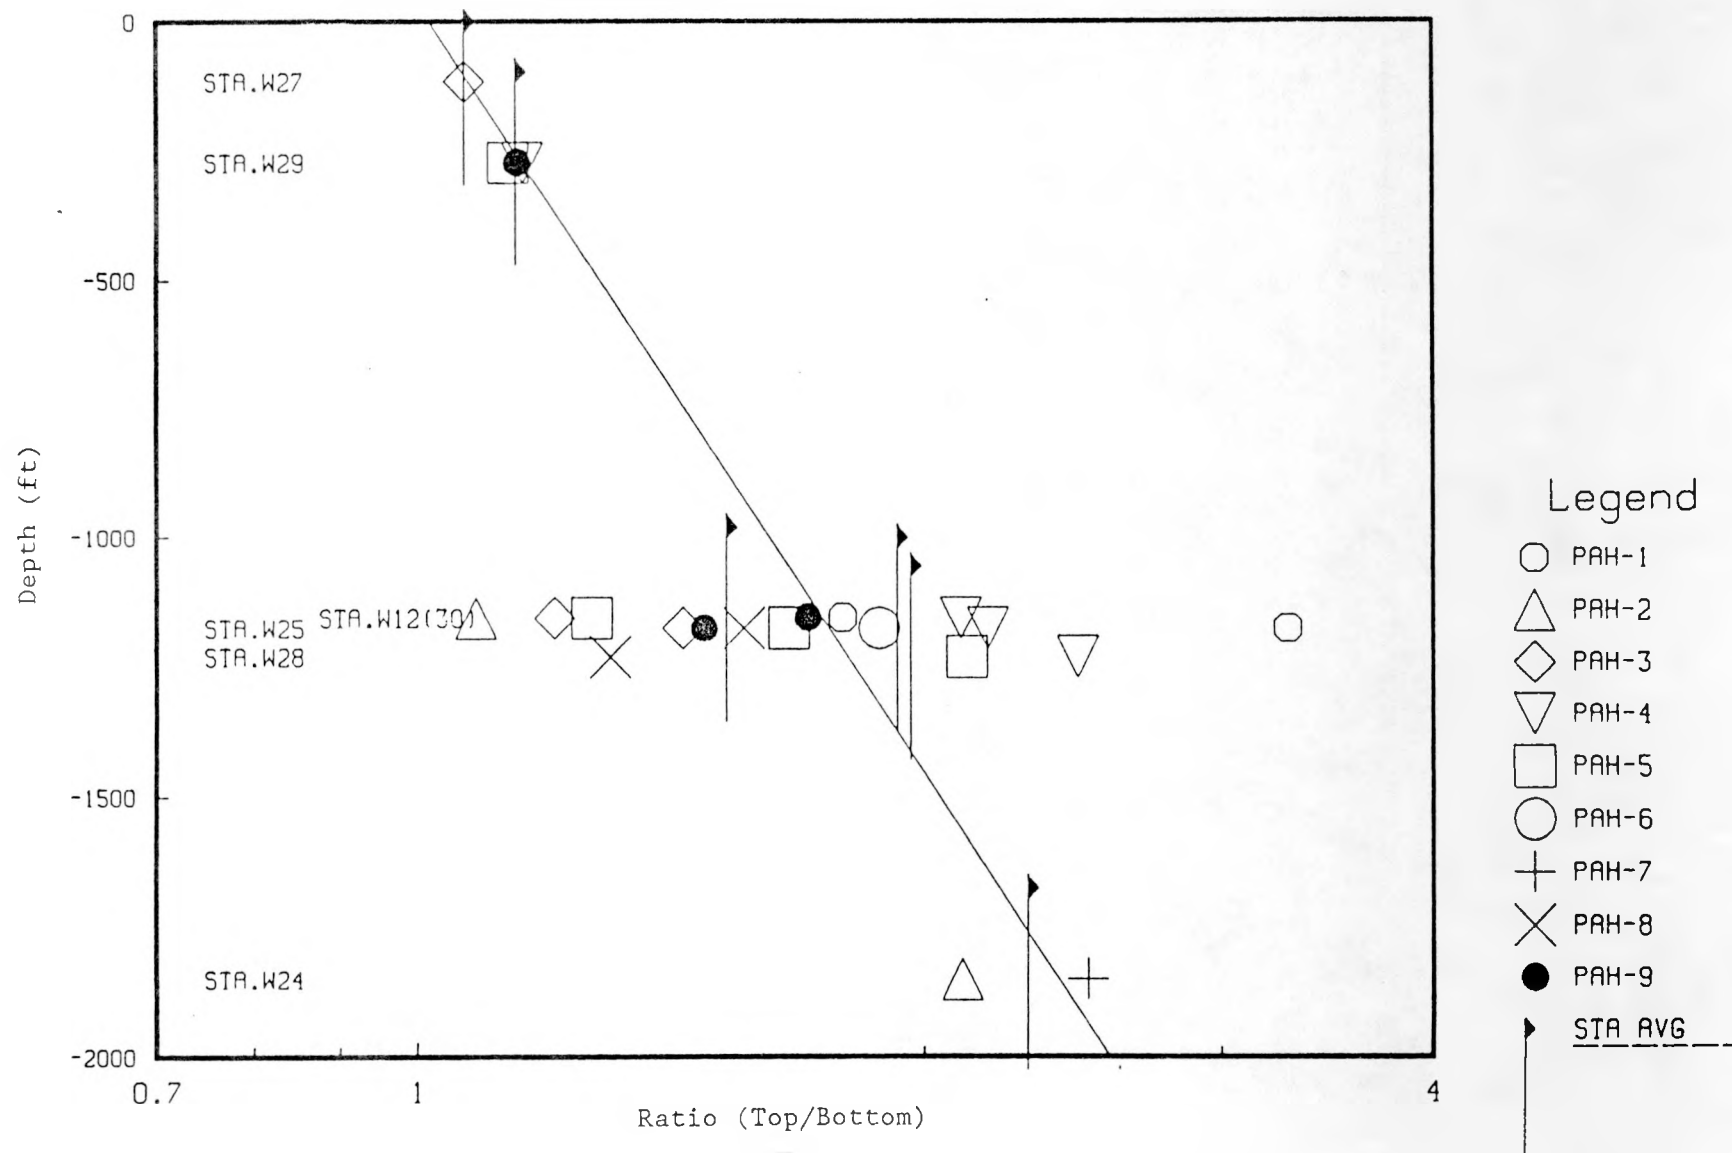 0
STA.W27
STA.W29
-500
Depth (ft)
-1000
STA.W12(30)
STA.W25
STA.W28
-1500
STA.W24
-2000
0.7
1
4
Ratio (Top/Bottom)
Legend
PAH-1
PAH-2
PAH-3
PAH-4
PAH-5
PAH-6
PAH-7
PAH-8
PAH-9
STA AVG